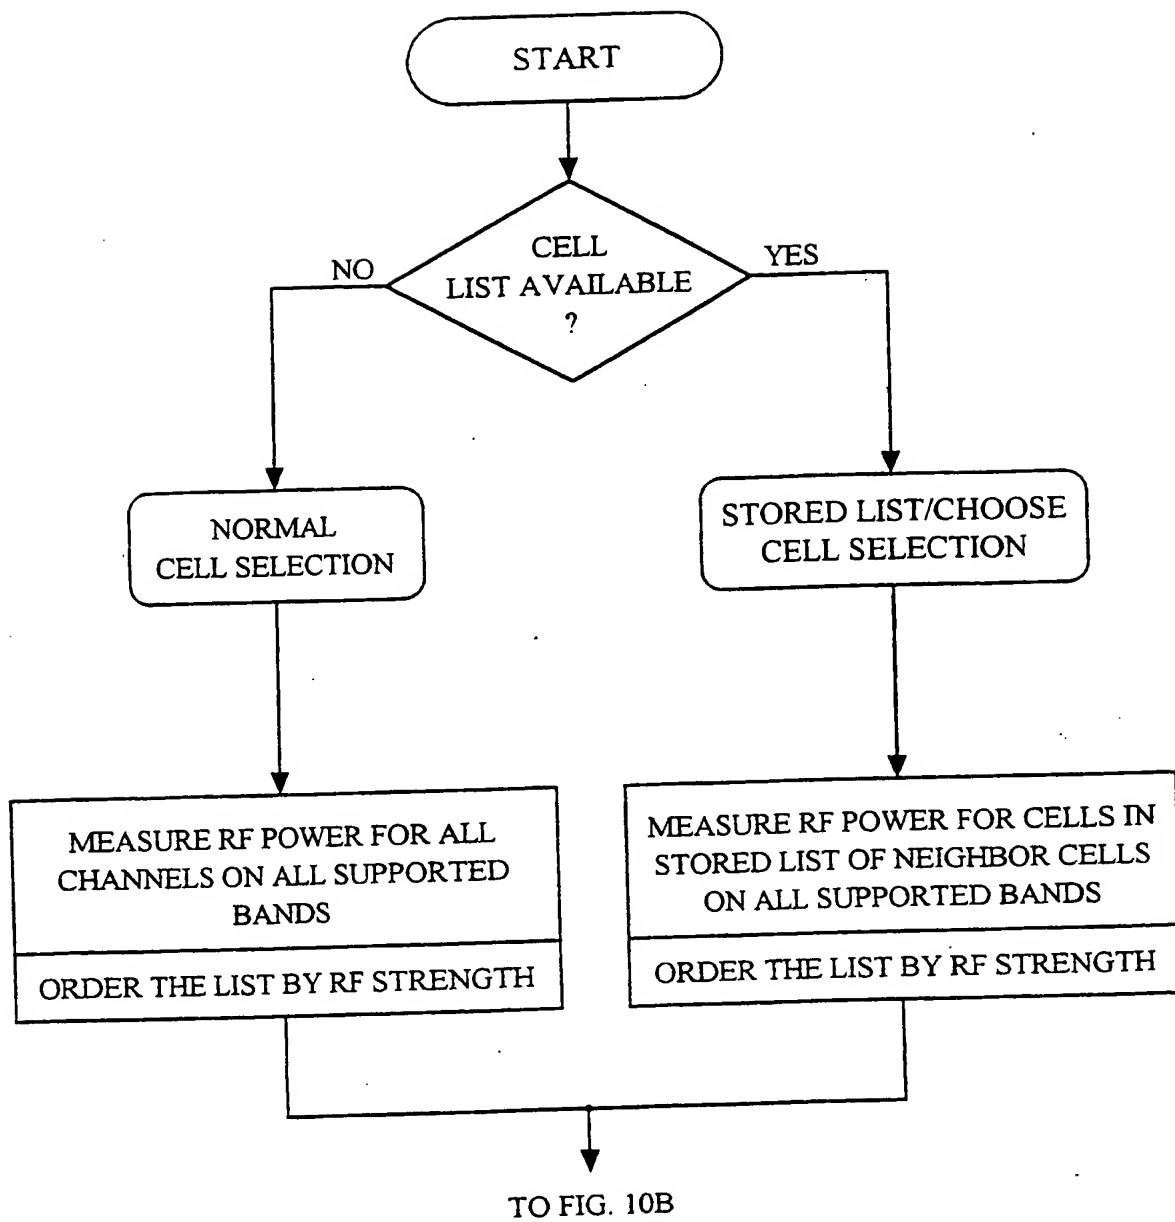 START
CELL
LIST AVAILABLE
?
NO
YES
NORMAL
CELL SELECTION
STORED LIST/CHOOSE
CELL SELECTION
MEASURE RF POWER FOR ALL
CHANNELS ON ALL SUPPORTED
BANDS
ORDER THE LIST BY RF STRENGTH
MEASURE RF POWER FOR CELLS IN
STORED LIST OF NEIGHBOR CELLS
ON ALL SUPPORTED BANDS
ORDER THE LIST BY RF STRENGTH
TO FIG. 10B